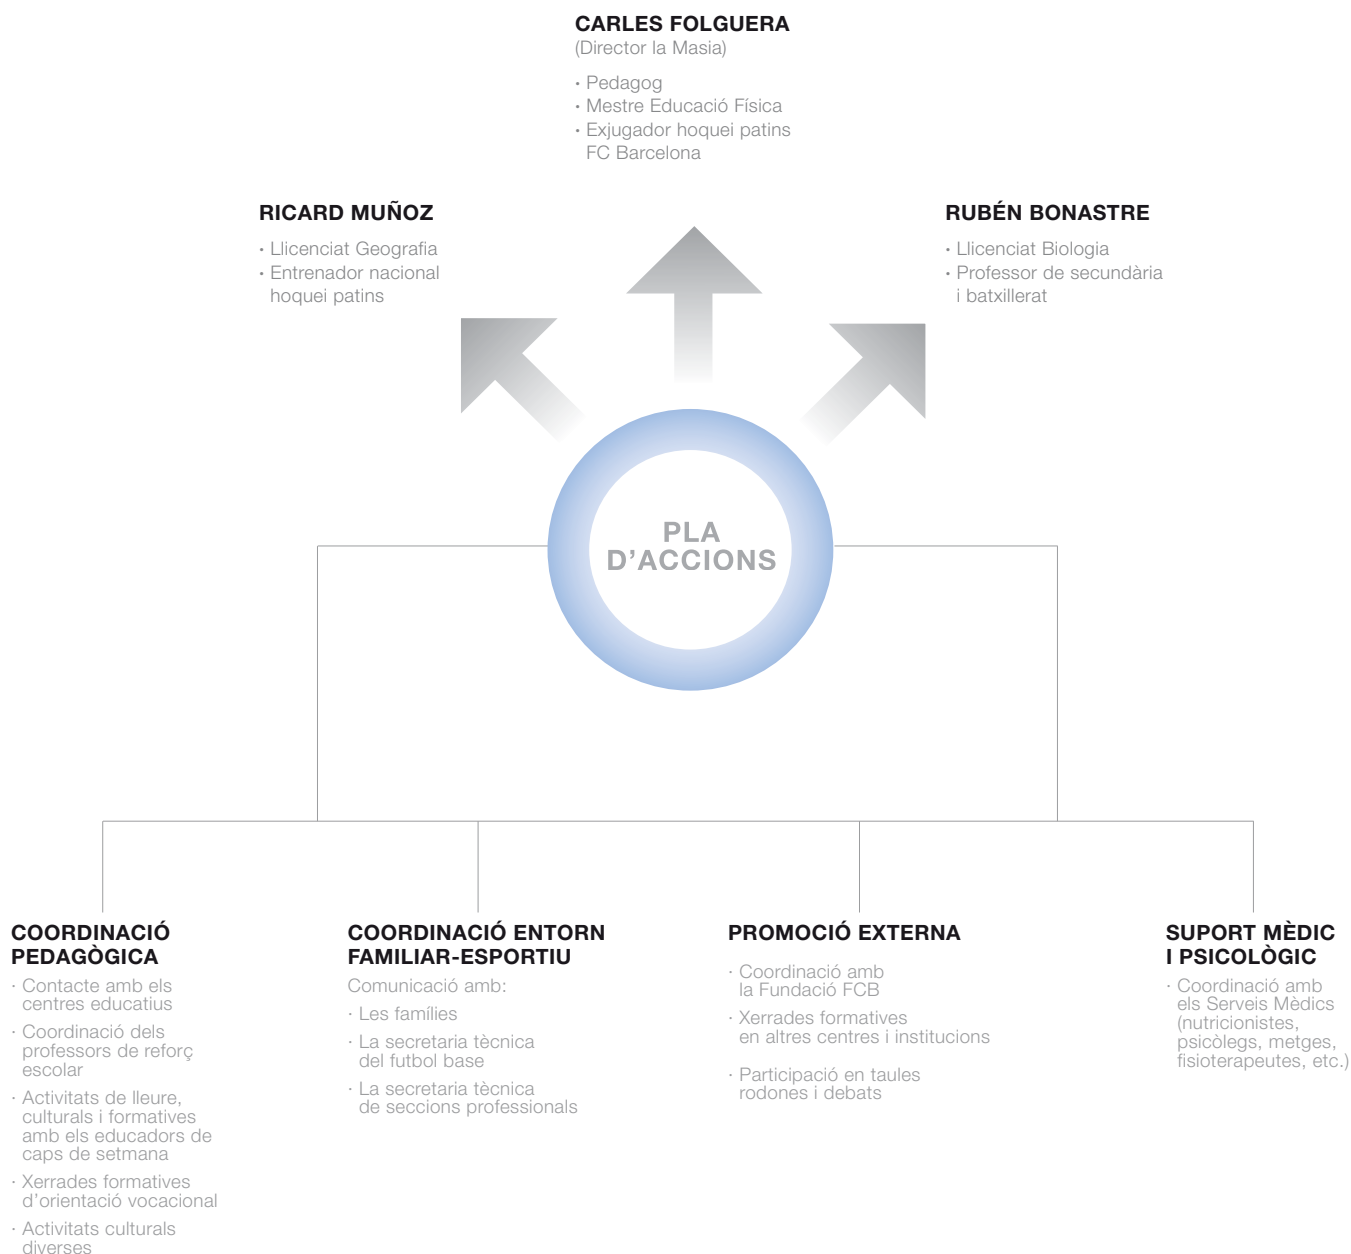 CARLES FOLGUERA
(Director la Masia)
· Pedagog
· Mestre Educació Física
· Exjugador hoquei patins
FC Barcelona
RICARD MUÑOZ
· Llicenciat Geografia
· Entrenador nacional
hoquei patins
RUBÉN BONASTRE
· Llicenciat Biologia
· Professor de secundària
i batxillerat
PLA
D’ACCIONS
COORDINACIÓ
PEDAGÒGICA
· Contacte amb els
centres educatius
· Coordinació dels
professors de reforç
escolar
· Activitats de lleure,
culturals i formatives
amb els educadors de
caps de setmana
· Xerrades formatives
d’orientació vocacional
· Activitats culturals
diverses
COORDINACIÓ ENTORN
FAMILIAR-ESPORTIU
Comunicació amb:
· Les famílies
· La secretaria tècnica
del futbol base
· La secretaria tècnica
de seccions professionals
PROMOCIÓ EXTERNA
· Coordinació amb
la Fundació FCB
· Xerrades formatives
en altres centres i institucions
· Participació en taules
rodones i debats
SUPORT MÈDIC
I PSICOLÒGIC
· Coordinació amb
els Serveis Mèdics
(nutricionistes,
psicòlegs, metges,
fisioterapeutes, etc.)